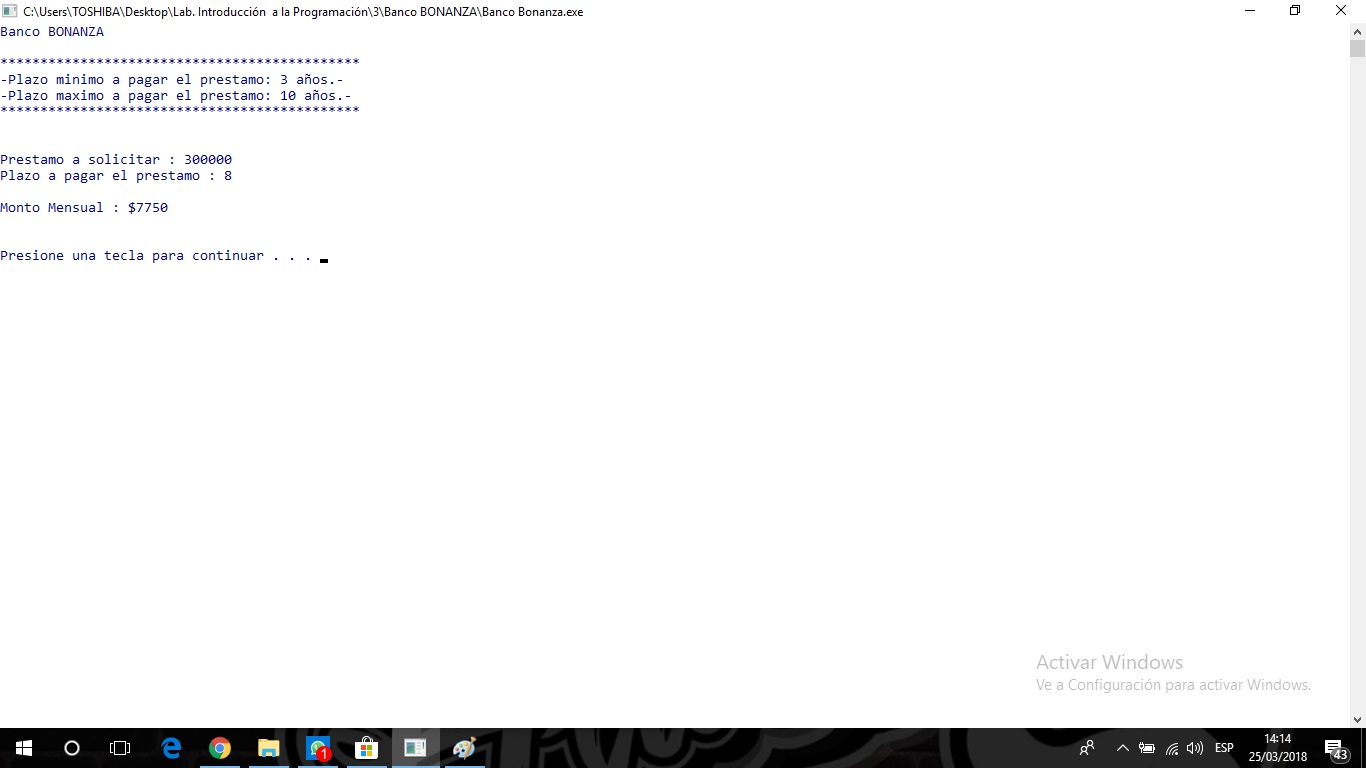 C:\Users\TOSHIBA\Desktop\Lab. Introducción  a la Programación\3\Banco BONANZA\Banco Bonanza.exe
Banco BONANZA
*********************************************
-Plazo minimo a pagar el prestamo: 3 años.-
-Plazo maximo a pagar el prestamo: 10 años.-
*********************************************
Prestamo a solicitar : 300000
Plazo a pagar el prestamo : 8
Monto Mensual : $7750
Presione una tecla para continuar . . .
Activar Windows
Ve a Configuración para activar Windows.
1
ESP
14:14
25/03/2018
43